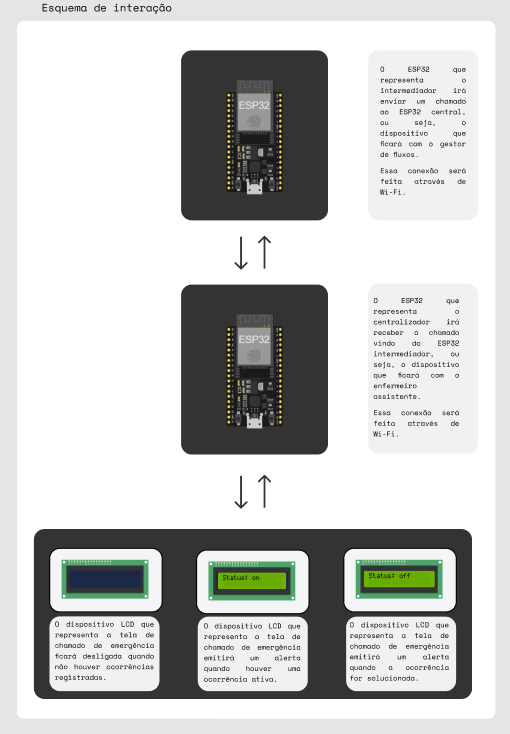 Esquema de interação
ESP32
O ESP32 que
representa o
intermediador irá
enviar um chamado
ao ESP32 central,
ou seja, o
dispositivo que
ficará com o gestor
de fluxos.
Essa conexão será
feita através de
Wi-Fi.
ESP32
O ESP32 que
representa o
centralizador irá
receber o chamado
vindo do ESP32
intermediador, ou
seja, o dispositivo
que ficará com o
enfermeiro
assistente.
Essa conexão será
feita através de
Wi-Fi.
O dispositivo LCD que
representa a tela de
chamado de emergência
ficará desligada quando
não houver ocorrências
registradas.
Status: on
O dispositivo LCD que
representa a tela de
chamado de emergência
emitirá um alerta
quando houver uma
ocorrência ativa.
Status: off
O dispositivo LCD que
representa a tela de
chamado de emergência
emitirá um alerta
quando a ocorrência
for solucionada.